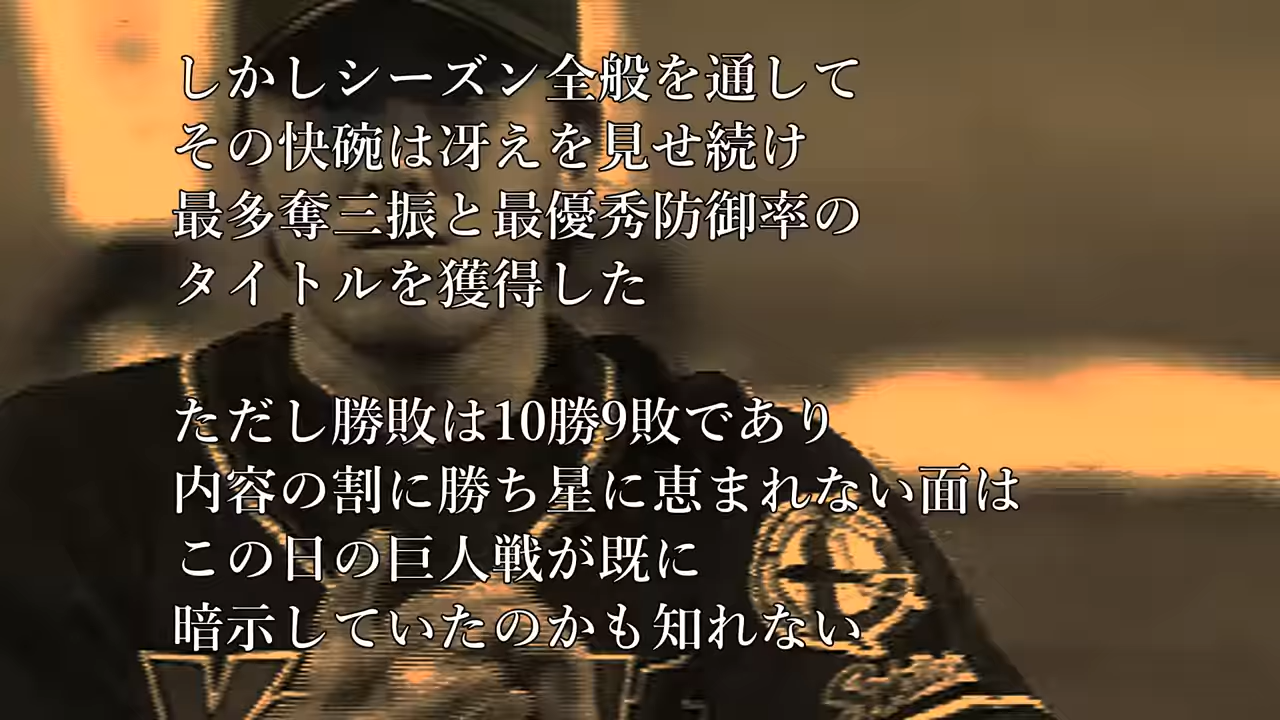 しかしシーズン全般を通して
その快碗は冴えを見せ続け
最多奪三振と最優秀防御率の
タイトルを獲得した
ただし勝敗は10勝9敗であり
内容の割に勝ち星に恵まれない面は
この日の巨人戦が既に
暗示していたのかも知れない